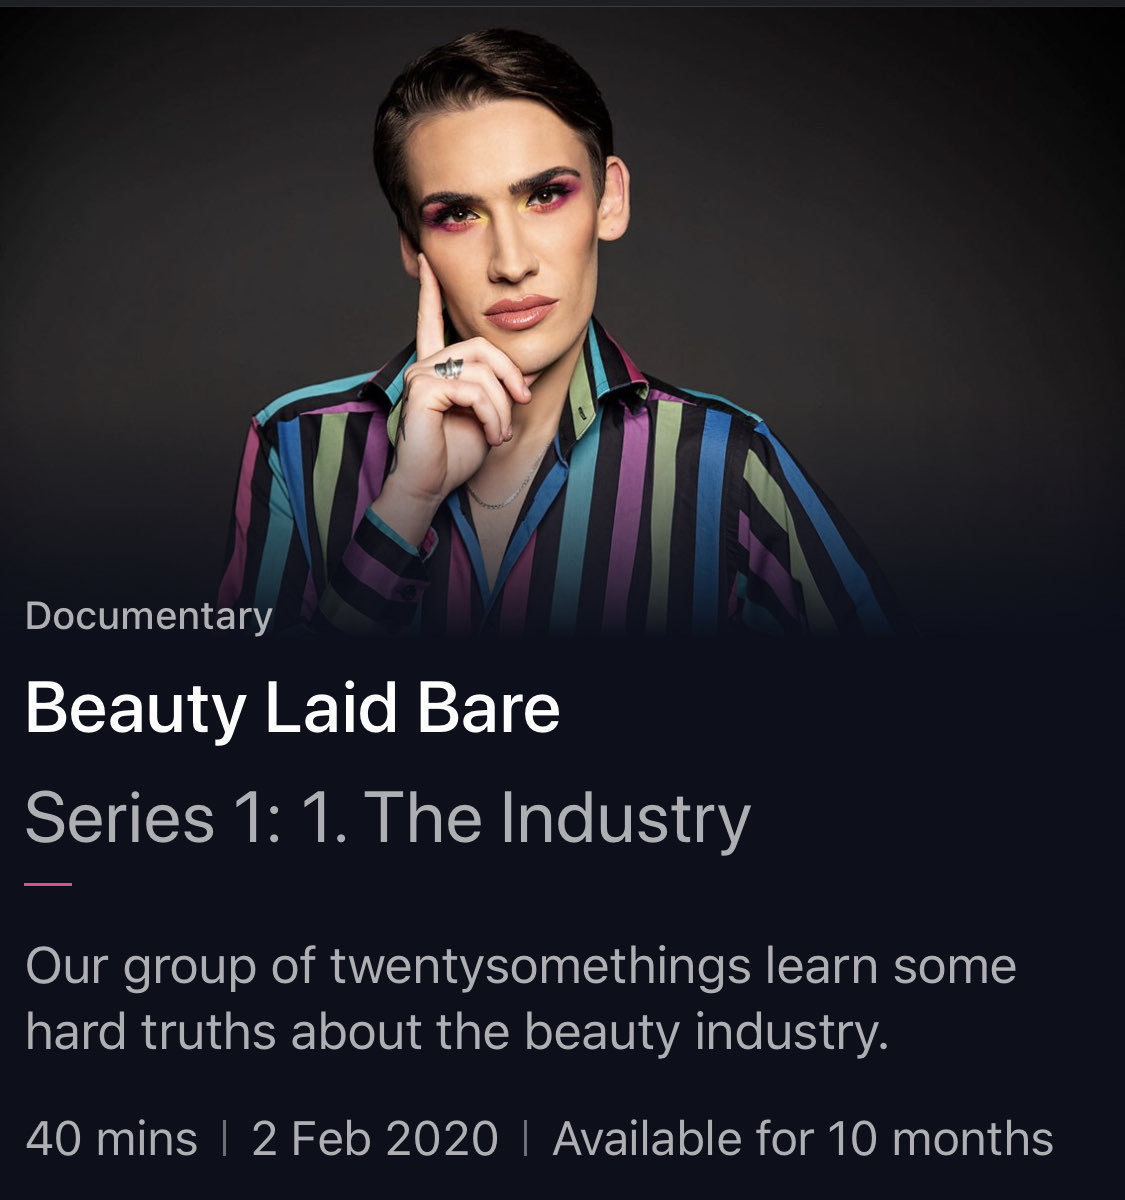 Documentary
Beauty Laid Bare
Series 1: 1. The Industry
Our group of twentysomethings learn some
hard truths about the beauty industry.
40 mins | 2 Feb 2020 | Available for 10 months